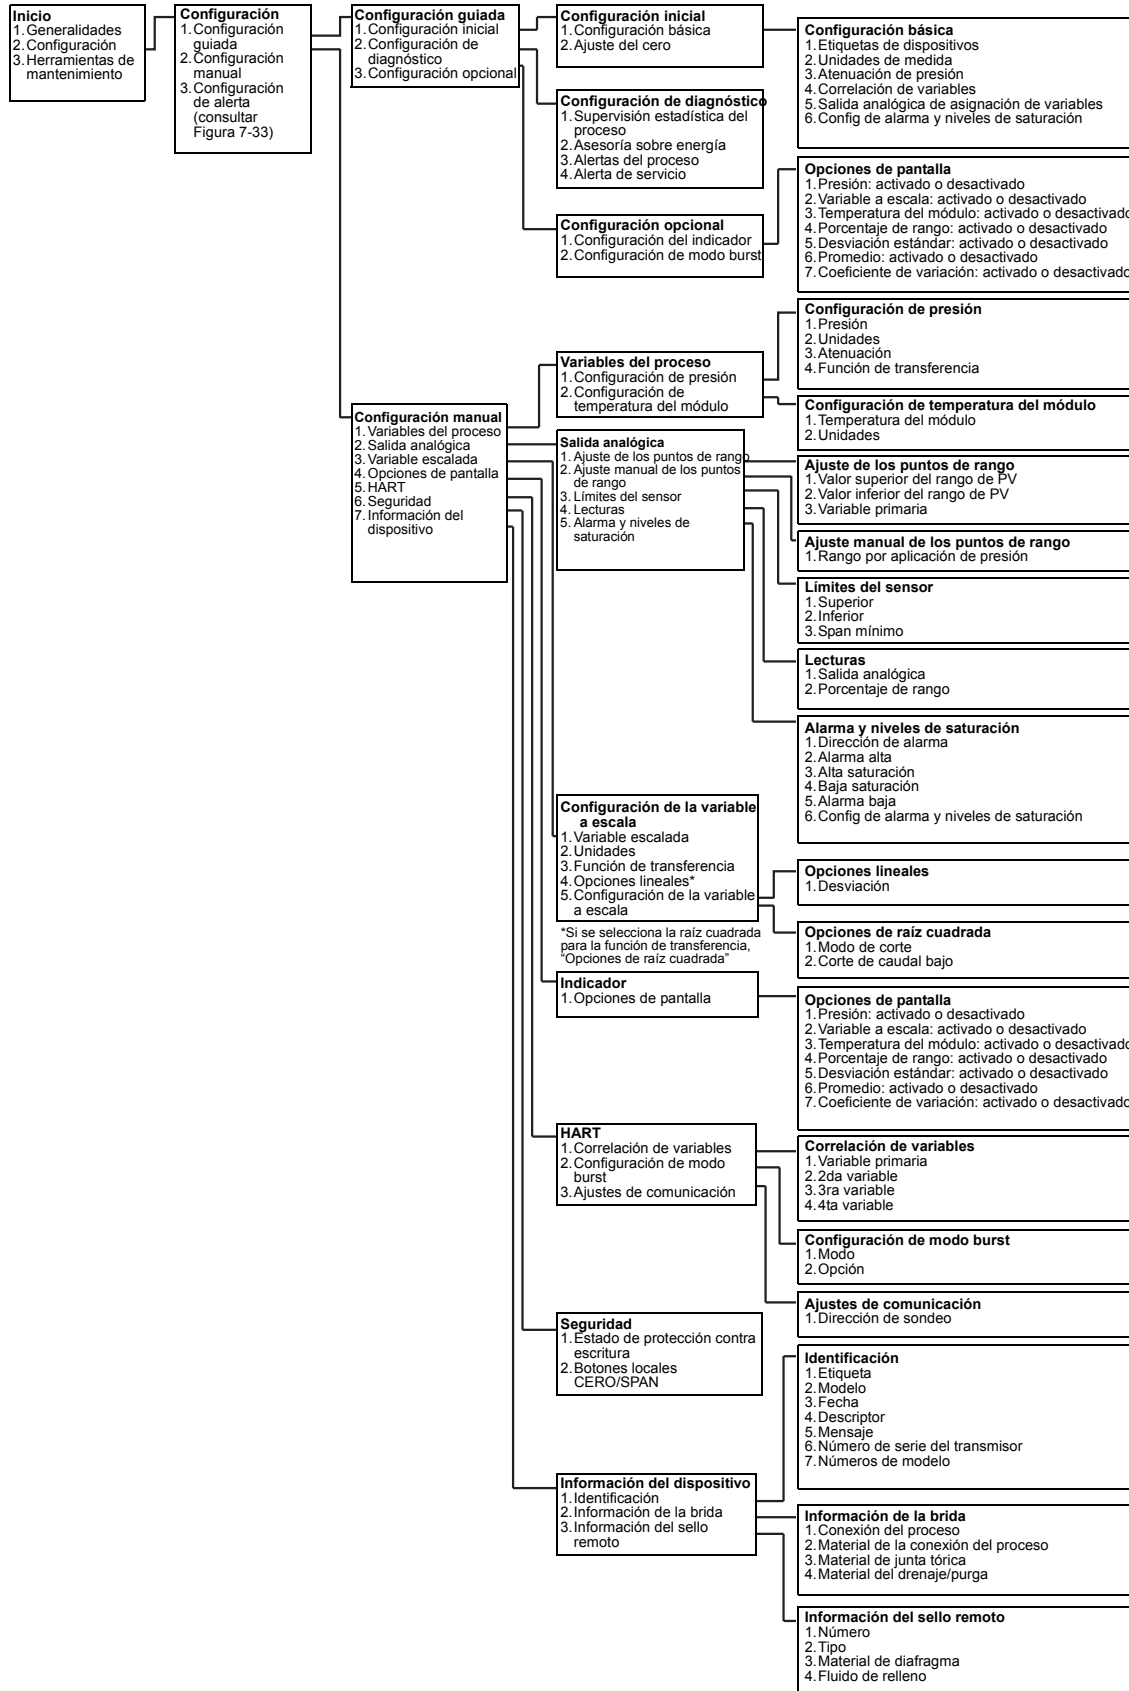 Inicio
1.Generalidades
2.Configuración
3.Herramientas de
mantenimiento
Configuración
1.Configuración
guiada
2.Configuración
manual
3.Configuración
de alerta
(consultar
Figura 7-33)
Configuración guiada
1.Configuración inicial
2.Configuración de
diagnóstico
3.Configuración opcional
Configuración inicial
1.Configuración básica
2.Ajuste del cero
Configuración básica
1.Etiquetas de dispositivos
2.Unidades de medida
3.Atenuación de presión
4.Correlación de variables
5.Salida analógica de asignación de variables
6.Config de alarma y niveles de saturación
Configuración de diagnóstico
1.Supervisión estadística del
proceso
2.Asesoría sobre energía
3.Alertas del proceso
4.Alerta de servicio
Configuración opcional
1.Configuración del indicador
2.Configuración de modo burst
Opciones de pantalla
1.Presión: activado o desactivado
2.Variable a escala: activado o desactivado
3.Temperatura del módulo: activado o desactivado
4.Porcentaje de rango: activado o desactivado
5.Desviación estándar: activado o desactivado
6.Promedio: activado o desactivado
7.Coeficiente de variación: activado o desactivado
Configuración manual
1.Variables del proceso
2.Salida analógica
3.Variable escalada
4.Opciones de pantalla
5.HART
6.Seguridad
7.Información del
dispositivo
Variables del proceso
1.Configuración de presión
2.Configuración de
temperatura del módulo
Configuración de presión
1.Presión
2.Unidades
3.Atenuación
4.Función de transferencia
Configuración de temperatura del módulo
1.Temperatura del módulo
2.Unidades
Salida analógica
1. Ajuste de los puntos de rango
2. Ajuste manual de los puntos
de rango
3. Límites del sensor
4. Lecturas
5. Alarma y niveles de
saturación
Ajuste de los puntos de rango
1.Valor superior del rango de PV
2.Valor inferior del rango de PV
3.Variable primaria
Ajuste manual de los puntos de rango
1.Rango por aplicación de presión
Límites del sensor
1.Superior
2.Inferior
3.Span mínimo
Lecturas
1.Salida analógica
2.Porcentaje de rango
Alarma y niveles de saturación
1.Dirección de alarma
2.Alarma alta
3.Alta saturación
4.Baja saturación
5.Alarma baja
6.Config de alarma y niveles de saturación
Configuración de la variable
a escala
1.Variable escalada
2.Unidades
3.Función de transferencia
4.Opciones lineales*
5.Configuración de la variable
a escala
*Si se selecciona la raíz cuadrada
para la función de transferencia,
"Opciones de raíz cuadrada"
Opciones lineales
1.Desviación
Opciones de raíz cuadrada
1.Modo de corte
2.Corte de caudal bajo
Indicador
1.Opciones de pantalla
Opciones de pantalla
1.Presión: activado o desactivado
2.Variable a escala: activado o desactivado
3.Temperatura del módulo: activado o desactivado
4.Porcentaje de rango: activado o desactivado
5.Desviación estándar: activado o desactivado
6.Promedio: activado o desactivado
7.Coeficiente de variación: activado o desactivado
HART
1.Correlación de variables
2.Configuración de modo
burst
3.Ajustes de comunicación
Correlación de variables
1.Variable primaria
2.2da variable
3.3ra variable
4.4ta variable
Configuración de modo burst
1.Modo
2.Opción
Ajustes de comunicación
1.Dirección de sondeo
Seguridad
1.Estado de protección contra
escritura
2.Botones locales
CERO/SPAN
Información del dispositivo
1.Identificación
2.Información de la brida
3.Información del sello
remoto
Identificación
1.Etiqueta
2.Modelo
3.Fecha
4.Descriptor
5.Mensaje
6.Número de serie del transmisor
7.Números de modelo
Información de la brida
1.Conexión del proceso
2.Material de la conexión del proceso
3.Material de junta tórica
4.Material del drenaje/purga
Información del sello remoto
1.Número
2.Tipo
3.Material de diafragma
4.Fluido de relleno